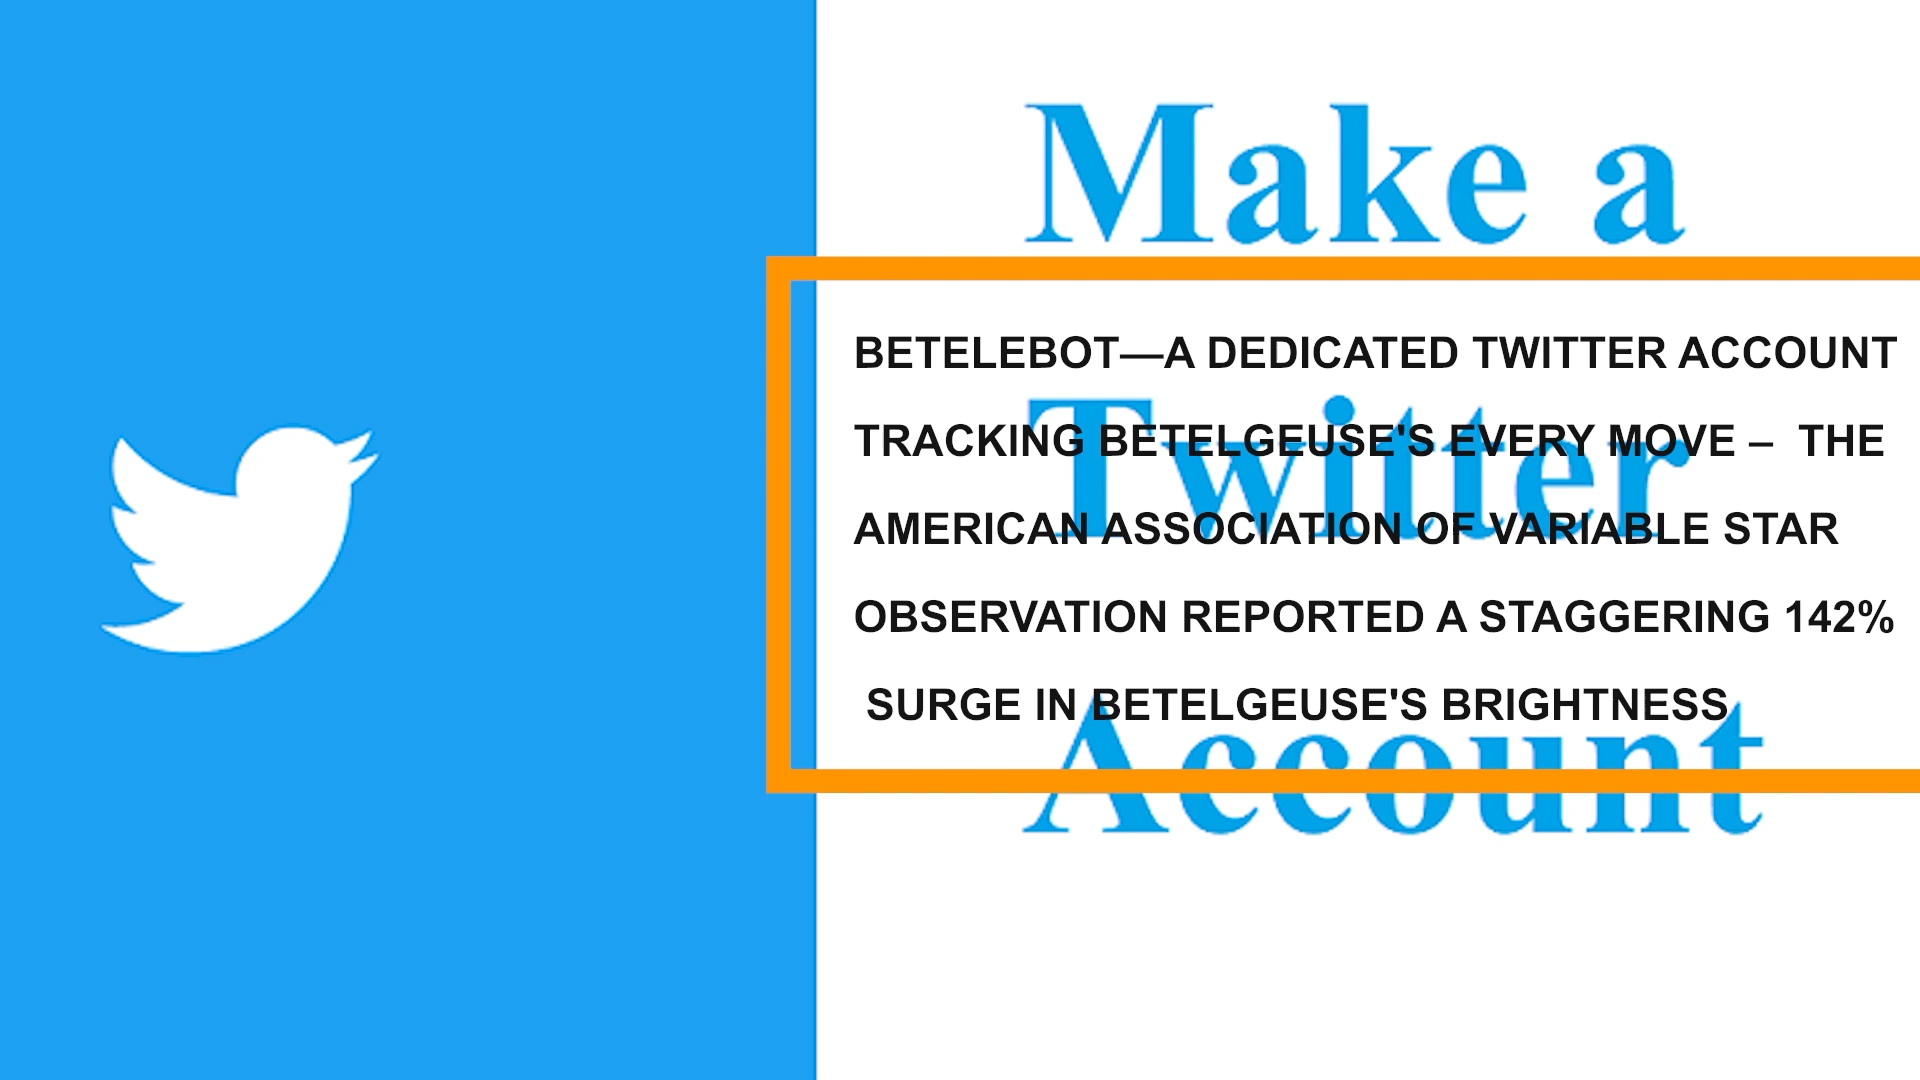 Make a
BETELEBOT—A DEDICATED TWITTER ACCOUNT
TRACKING BETELGEUSE'S EVERY MOVE – THE
Twitter
AMERICAN ASSOCIATION OF VARIABLE STAR
OBSERVATION REPORTED A STAGGERING 142%
SURGE IN BETELGEUSE'S BRIGHTNESS
Account